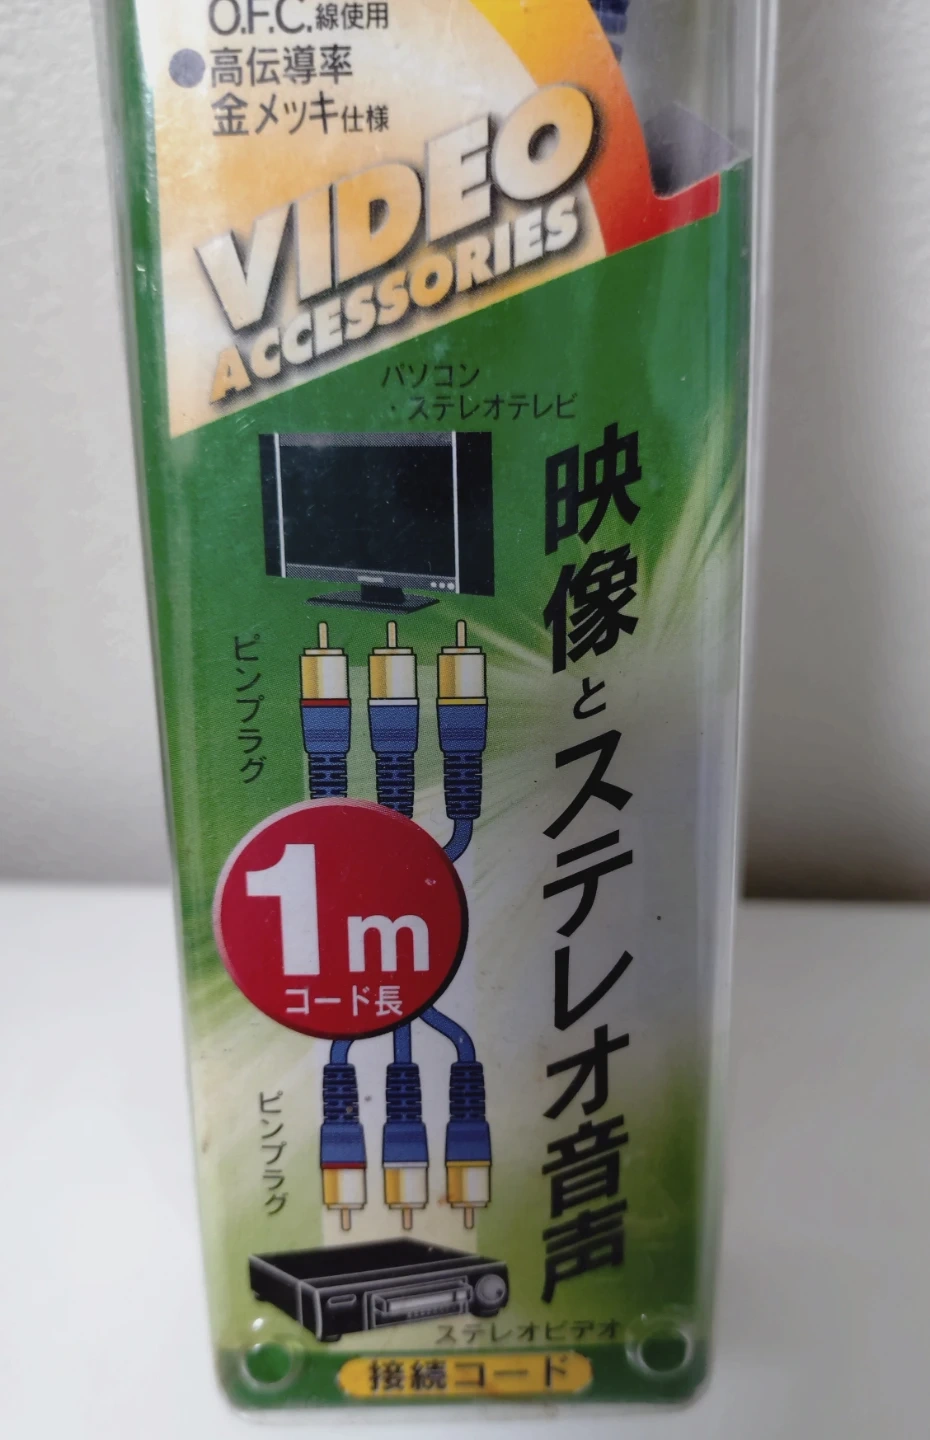 O.F.C.線使用
●高伝導率
金メッキ仕様
VIDEO
ACCESSORIES
パソコン
・ステレオテレビ
映像とステレオ音声
ピンプラグ
1m
コード長
ピンプラグ
ステレオビデオ
接続コード